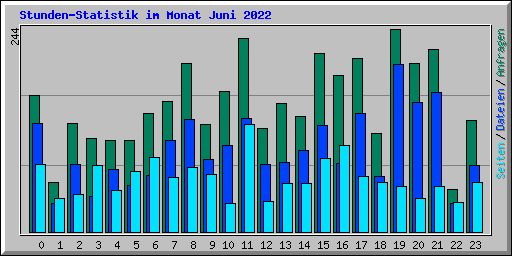 Stunden-Statistik im Monat Juni 2022
244
Seiten / Dateien / Anfragen
0 1 2 3 4 5 6 7 8 9 10 11 12 13 14 15 16 17 18 19 20 21 22 23